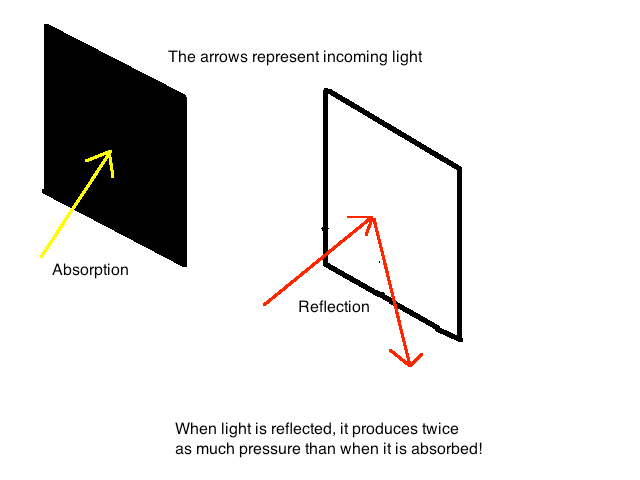 The arrows represent incoming light
Absorption
Reflection
When light is reflected, it produces twice
as much pressure than when it is absorbed!